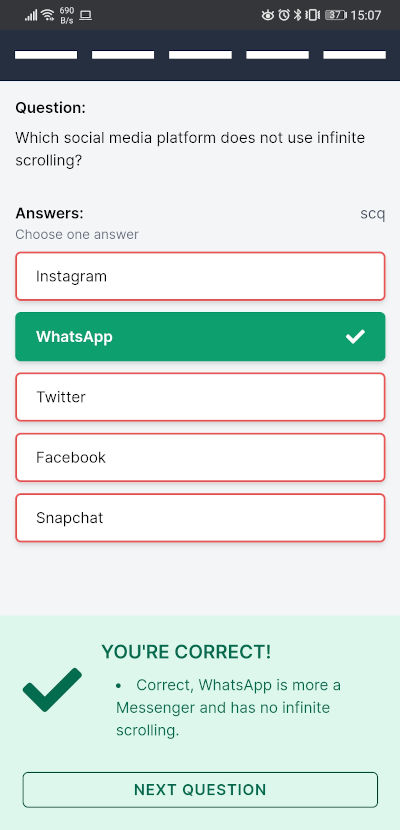 690
B/s
37 15:07
Question:
Which social media platform does not use infinite
scrolling?
Answers: scq
Choose one answer
Instagram
WhatsApp
Twitter
Facebook
Snapchat
YOU'RE CORRECT!
• Correct, WhatsApp is more a
Messenger and has no infinite
scrolling.
NEXT QUESTION